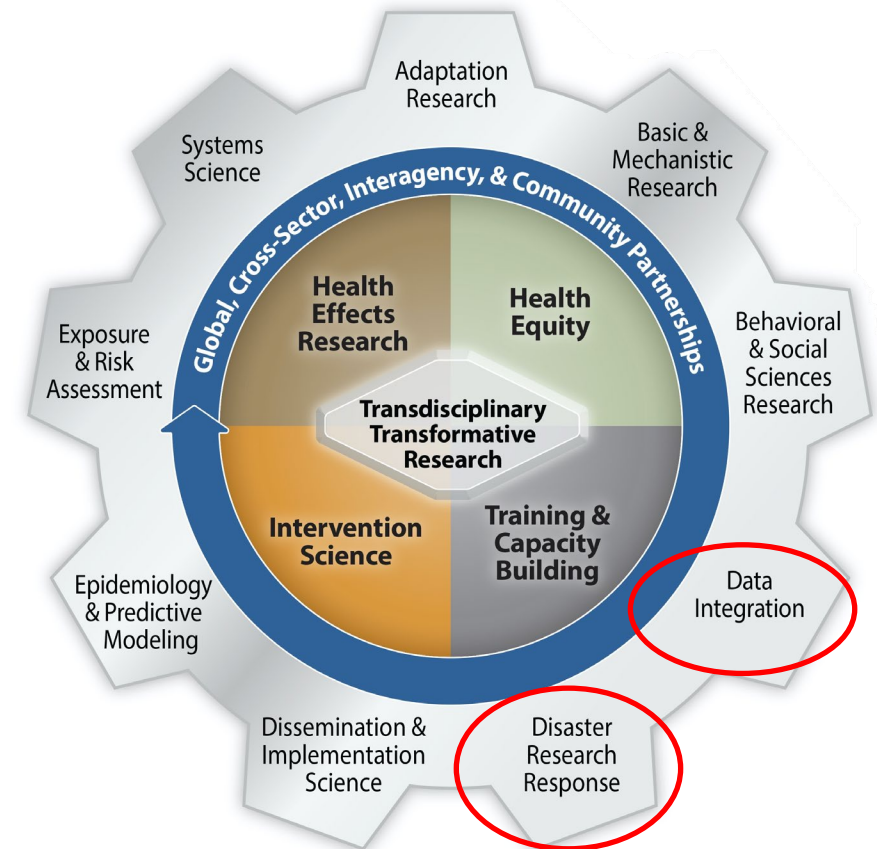 Adaptation
Research
Basic &
Mechanistic
Research
Behavioral
& Social
Sciences
Research
Data
Integration
Disaster
Research
Response
Dissemination &
Implementation
Science
Epidemiology
& Predictive
Modeling
Exposure
& Risk
Assessment
Systems
Science
Global, Cross-Sector, Interagency, & Community Partnerships
Health
Effects
Research
Health
Equity
Transdisciplinary
Transformative
Research
Intervention
Science
Training &
Capacity
Building